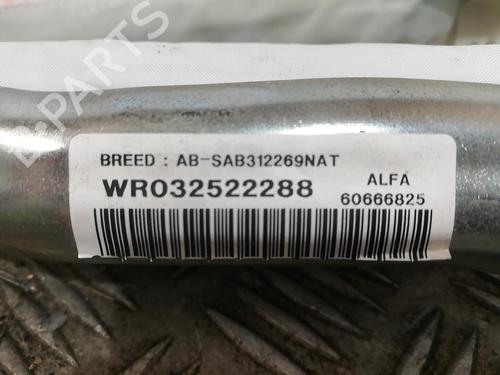 B-PARTS
BREED : AB-SAB312269NAT
WR032522288
ALFA
60666825